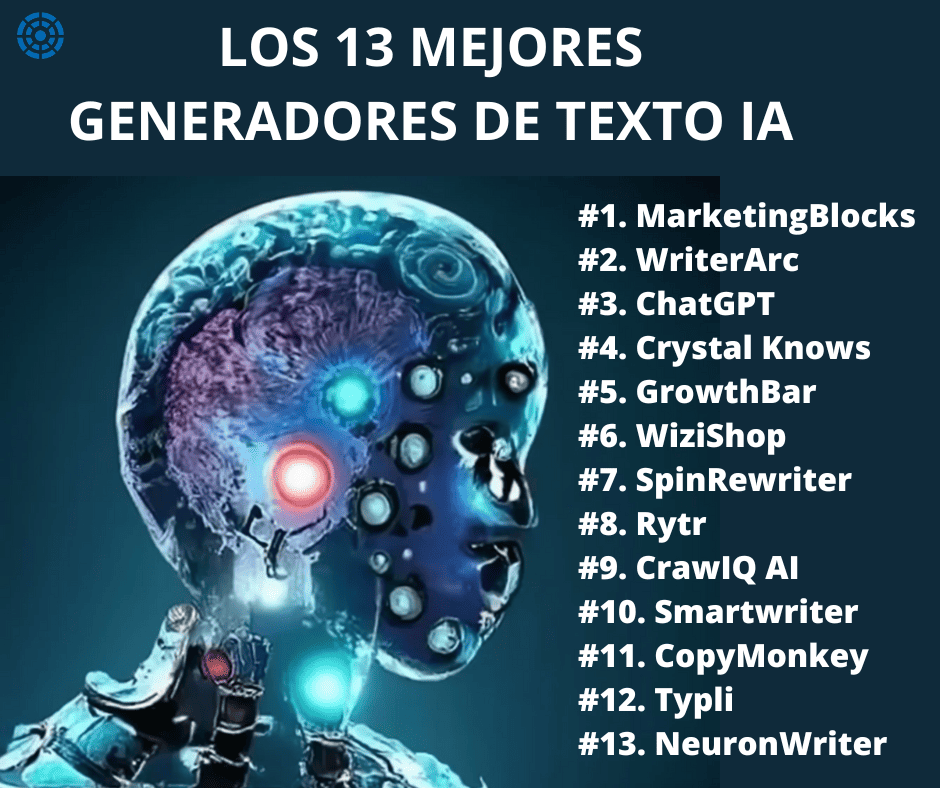 LOS 13 MEJORES
GENERADORES DE TEXTO IA
#1. MarketingBlocks
#2. WriterArc
#3. ChatGPT
#4. Crystal Knows
#5. GrowthBar
#6. WiziShop
#7. SpinRewriter
#8. Rytr
#9. CrawIQ AI
#10. Smartwriter
#11. CopyMonkey
#12. Typli
#13. NeuronWriter